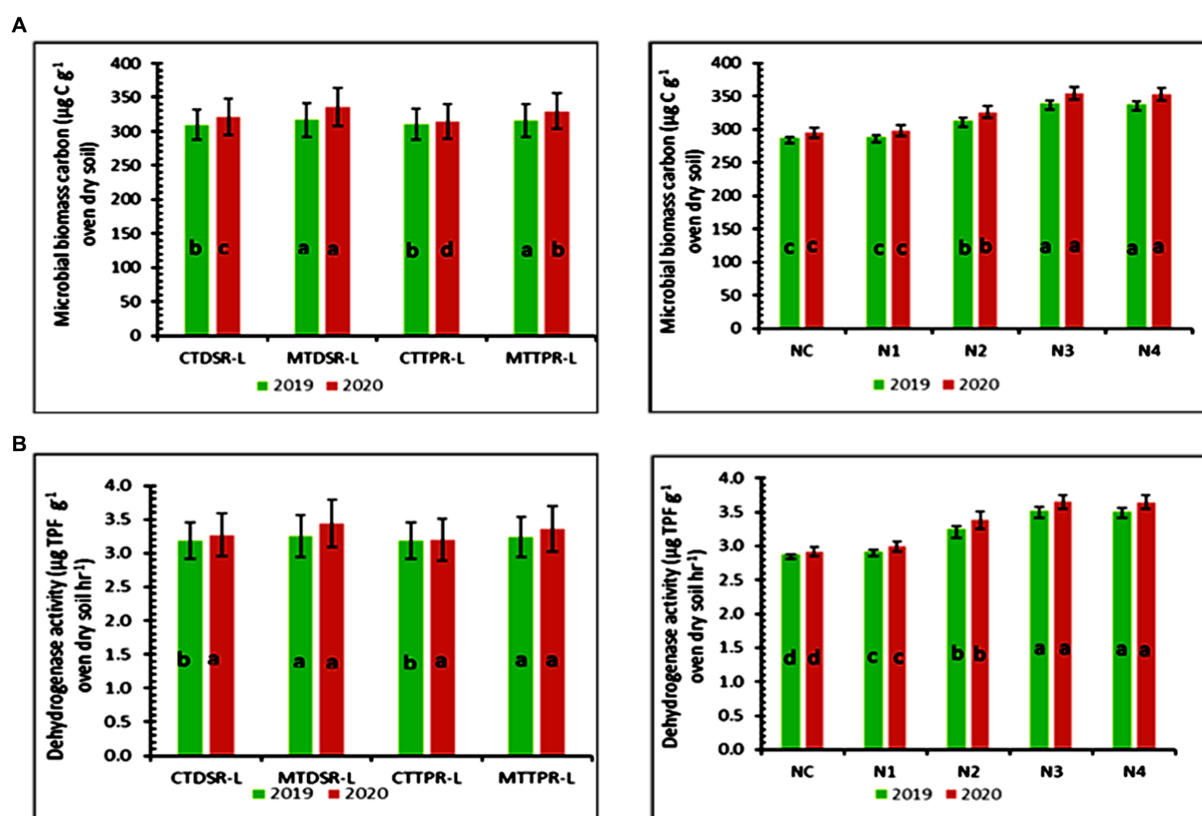 A
Microbial biomass carbon (µg C g⁻¹
oven dry soil)
400
350
300
250
200
150
100
50
0
b c a a b d a b
CTDSR-L MTDSR-L CTTPR-L MTTPR-L
2019 2020
Microbial biomass carbon (µg C g⁻¹
oven dry soil)
400
350
300
250
200
150
100
50
0
c c c c b b a a a a
NC N1 N2 N3 N4
2019 2020
B
Dehydrogenase activity (µg TPF g⁻¹
oven dry soil hr⁻¹)
4.0
3.5
3.0
2.5
2.0
1.5
1.0
0.5
0.0
b a a a b a a a
CTDSR-L MTDSR-L CTTPR-L MTTPR-L
2019 2020
Dehydrogenase activity (µg TPF g⁻¹
oven dry soil hr⁻¹)
4.0
3.5
3.0
2.5
2.0
1.5
1.0
0.5
0.0
d d c c b b a a a a
NC N1 N2 N3 N4
2019 2020